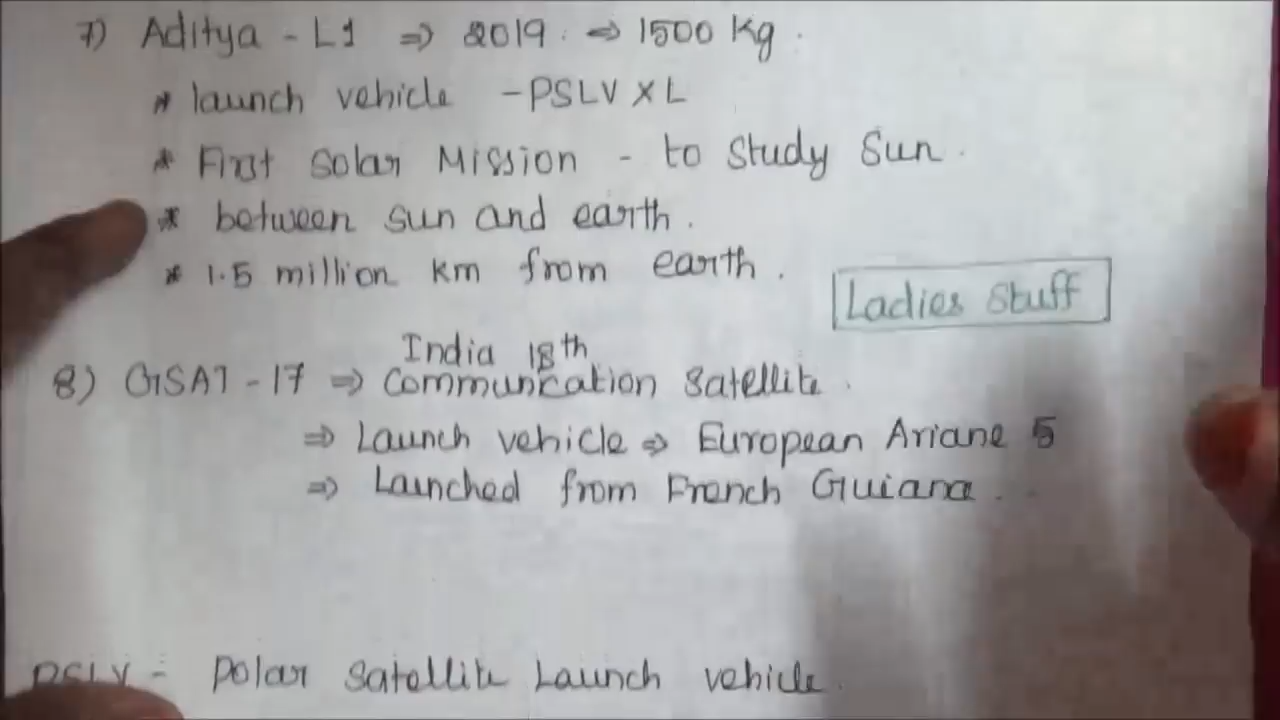 7) Aditya - L1 ⇒ 2019. ⇒ 1500 Kg.
* launch vehicle - PSLV XL
* First Solar Mission - to Study Sun.
* between sun and earth.
* 1.5 million km from earth.
Ladies Stuff
India 18th
8) GSAT - 17 ⇒ Communication Satellite.
⇒ Launch vehicle ⇒ European Ariane 5
⇒ Launched from French Guiana.
PSLV - Polar Satellite Launch vehicle.